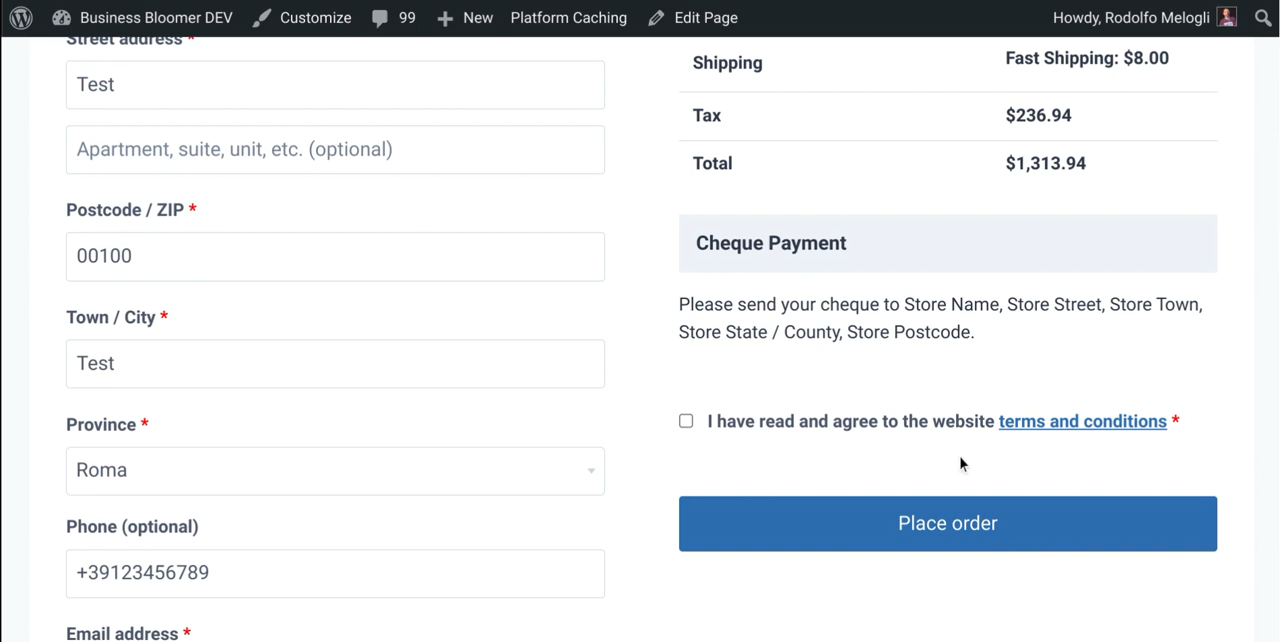 Business Bloomer DEV Customize 99 New Platform Caching Edit Page Howdy, Rodolfo Melogli
Street address *
Test
Apartment, suite, unit, etc. (optional)
Postcode / ZIP *
00100
Town / City *
Test
Province *
Roma
Phone (optional)
+39123456789
Email address *
Shipping Fast Shipping: $8.00
Tax $236.94
Total $1,313.94
Cheque Payment
Please send your cheque to Store Name, Store Street, Store Town,
Store State / County, Store Postcode.
I have read and agree to the website terms and conditions *
Place order